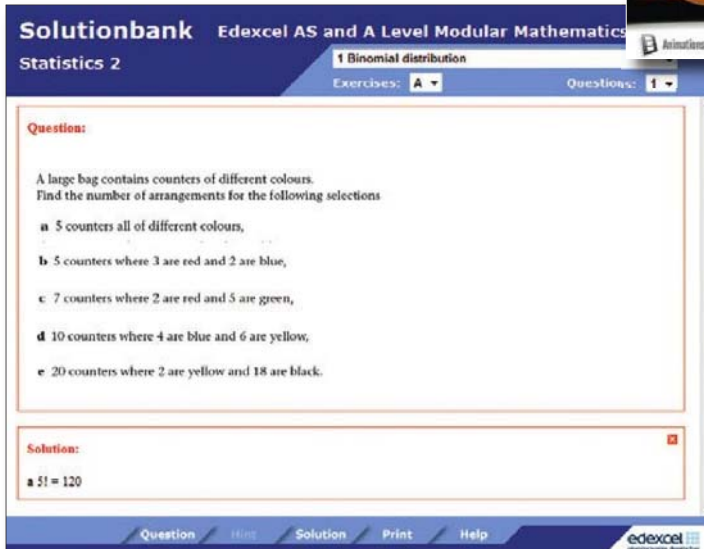 Solutionbank Edexcel AS and A Level Modular Mathematics
Animations
Statistics 2
1 Binomial distribution
Exercises: A
Questions: 1
Question:
A large bag contains counters of different colours.
Find the number of arrangements for the following selections
a 5 counters all of different colours,
b 5 counters where 3 are red and 2 are blue,
c 7 counters where 2 are red and 5 are green,
d 10 counters where 4 are blue and 6 are yellow,
e 20 counters where 2 are yellow and 18 are black.
Solution:
a 5! = 120
Question Hint Solution Print Help
edexcel